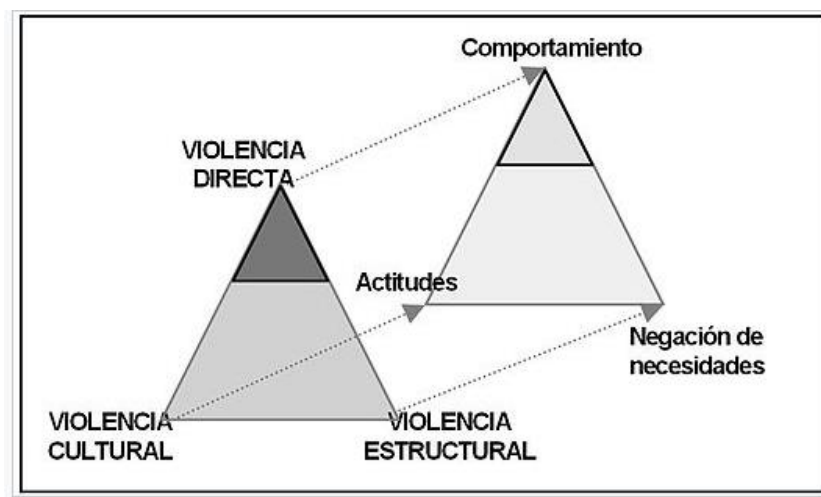 Comportamiento
VIOLENCIA
DIRECTA
Actitudes
Negación de
necesidades
VIOLENCIA
CULTURAL
VIOLENCIA
ESTRUCTURAL